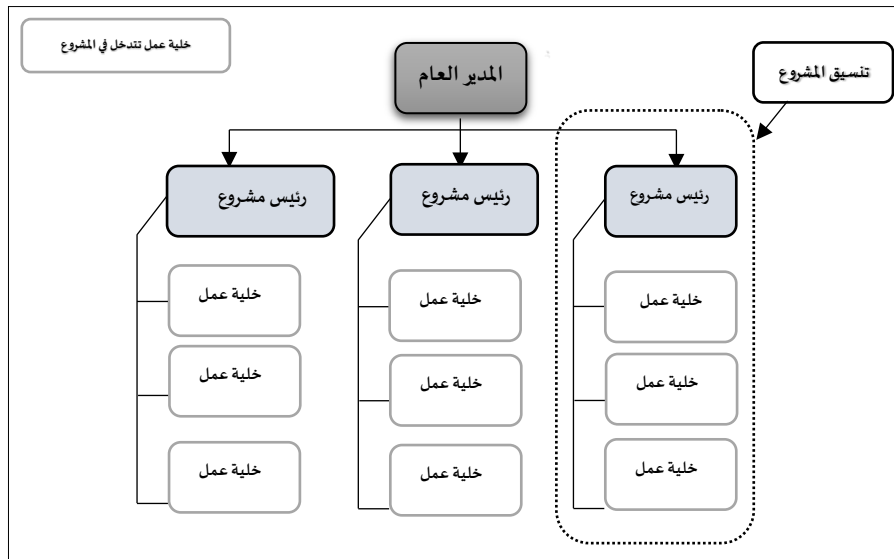 خلية عمل تتدخل في المشروع
تنسيق المشروع
المدير العام
رئيس مشروع
رئيس مشروع
رئيس مشروع
خلية عمل
خلية عمل
خلية عمل
خلية عمل
خلية عمل
خلية عمل
خلية عمل
خلية عمل
خلية عمل